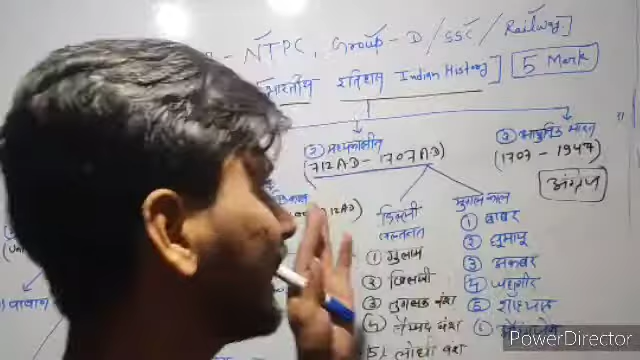 - NTPC, Group-D/SSC/Railway]
भारतीय इतिहास Indian History] 5 Mark
② मध्यकालीन
(712 A.D - 1707 A.D)
③ आधुनिक भारत
(1707 - 1947)
अंग्रेज
12 AD)
दिल्ली
सल्तनत
① गुलाम
② खिलजी
③ तुगलक वंश
④ सैय्यद वंश
⑤ लोधी वंश
मुगल काल
① बाबर
② हुमायू
③ अकबर
④ जहाँगीर
⑤ शाहजहाँ
पाषाण
PowerDirector